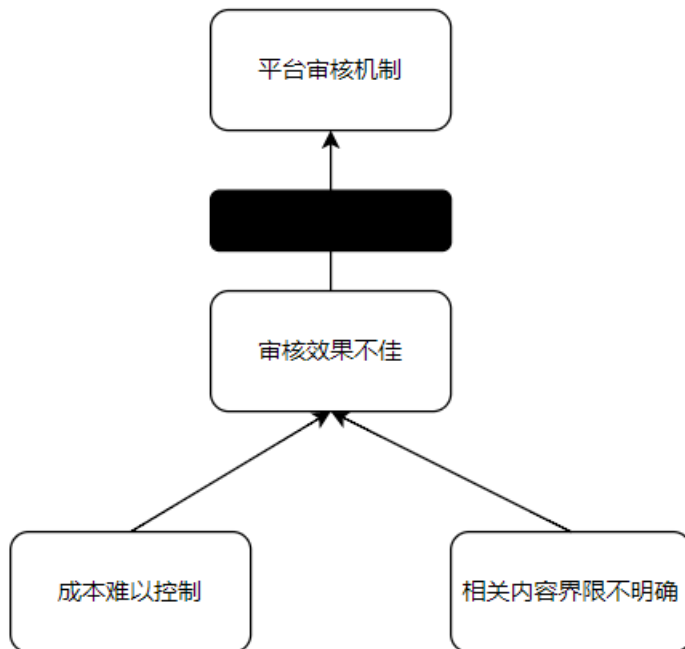 平台审核机制
审核效果不佳
成本难以控制
相关内容界限不明确